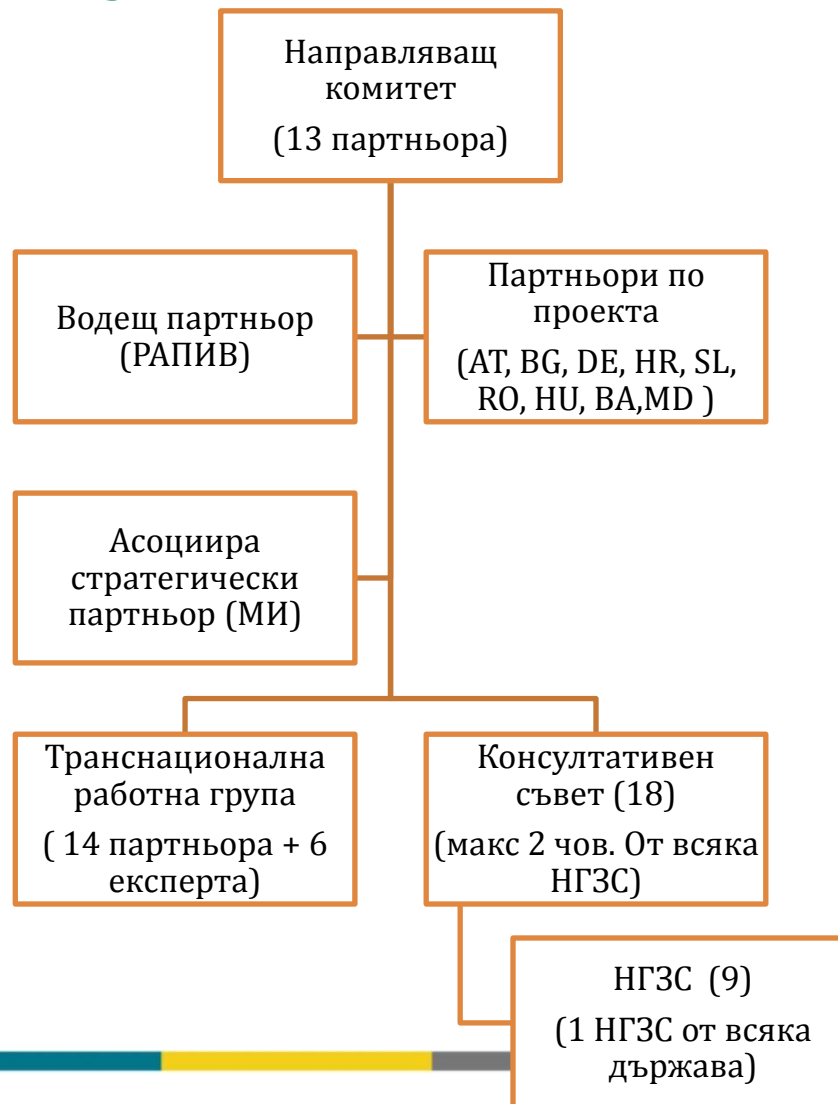 Направляващ
комитет
(13 партньора)
Водещ партньор
(РАПИВ)
Партньори по
проекта
(AT, BG, DE, HR, SL,
RO, HU, BA,MD )
Асоциира
стратегически
партньор (МИ)
Транснационална
работна група
( 14 партньора + 6
експерта)
Консултативен
съвет (18)
(макс 2 чов. От всяка
НГЗС)
НГЗС (9)
(1 НГЗС от всяка
държава)